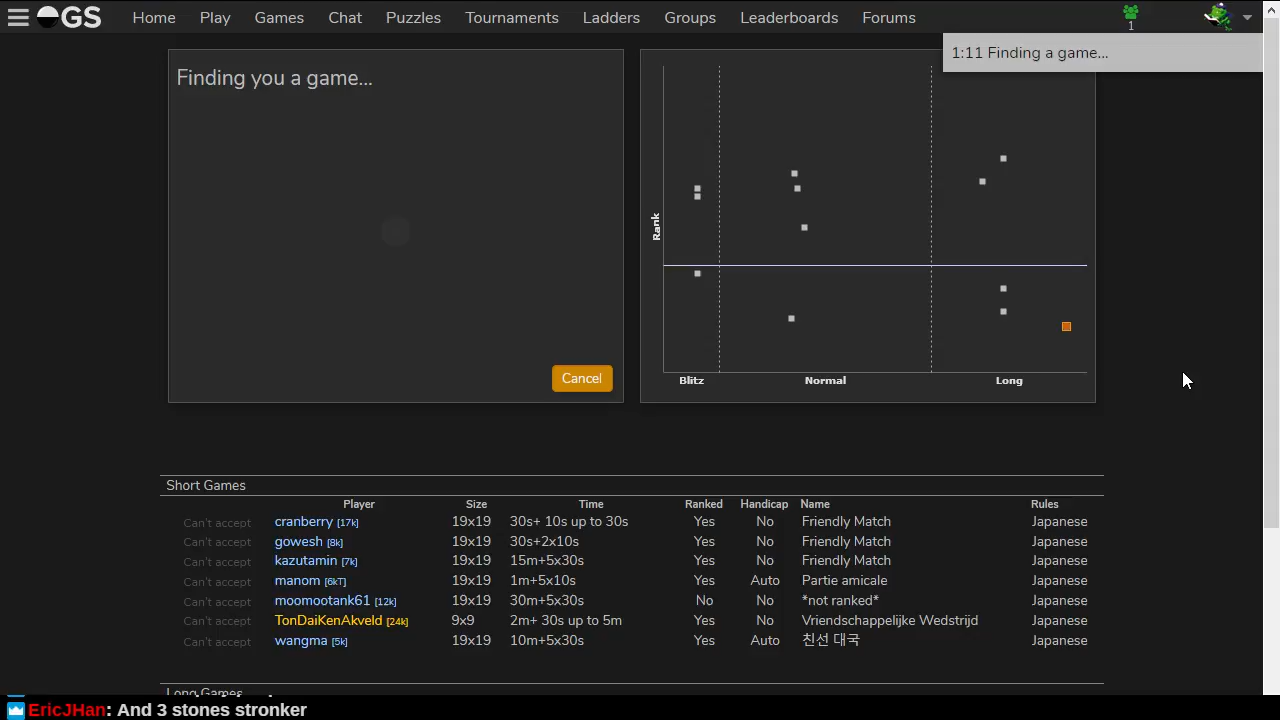 OGS Home Play Games Chat Puzzles Tournaments Ladders Groups Leaderboards Forums 1
1:11 Finding a game...
Finding you a game...
Cancel
Rank
Blitz Normal Long
Short Games
Player Size Time Ranked Handicap Name Rules
Can't accept cranberry [17k] 19x19 30s+ 10s up to 30s Yes No Friendly Match Japanese
Can't accept gowesh [8k] 19x19 30s+2x10s Yes No Friendly Match Japanese
Can't accept kazutamin [7k] 19x19 15m+5x30s Yes No Friendly Match Japanese
Can't accept manom [6kT] 19x19 1m+5x10s Yes Auto Partie amicale Japanese
Can't accept moomootank61 [12k] 19x19 30m+5x30s No No *not ranked* Japanese
Can't accept TonDaiKenAkveld [24k] 9x9 2m+ 30s up to 5m Yes No Vriendschappelijke Wedstrijd Japanese
Can't accept wangma [5k] 19x19 10m+5x30s Yes Auto 친선 대국 Japanese
Long Games
EricJHan: And 3 stones stronker